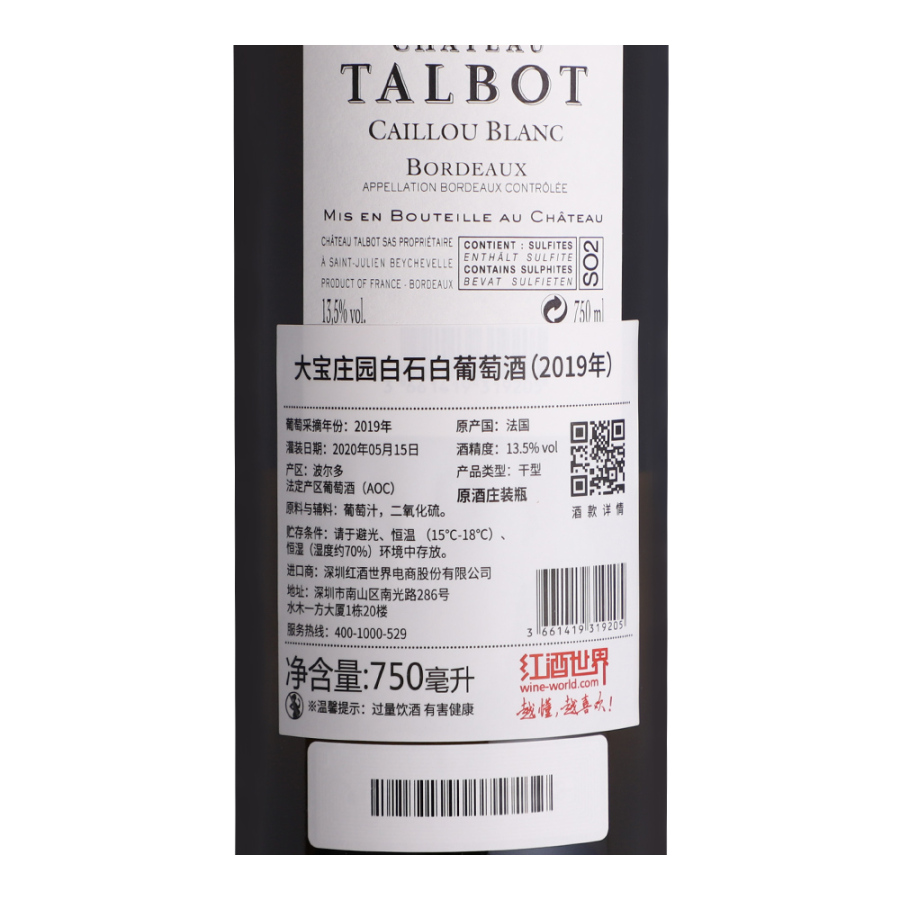 CHÂTEAU
TALBOT
CAILLOU BLANC
BORDEAUX
APPELLATION BORDEAUX CONTRÔLÉE
MIS EN BOUTEILLE AU CHÂTEAU
CHÂTEAU TALBOT SAS PROPRIÉTAIRE
À SAINT-JULIEN BEYCHEVELLE
PRODUCT OF FRANCE - BORDEAUX
CONTIENT : SULFITES
ENTHÄLT SULFITE
CONTAINS SULPHITES
BEVAT SULFIETEN
SO2
13,5% vol.
750 ml
大宝庄园白石白葡萄酒(2019年)
葡萄采摘年份：2019年
原产国：法国
灌装日期：2020年05月15日
酒精度：13.5% vol
产区：波尔多
产品类型：干型
法定产区葡萄酒（AOC）
原酒庄装瓶
原料与辅料：葡萄汁，二氧化硫。
酒款详情
贮存条件：请于避光、恒温 （15°C-18°C）、
恒湿（湿度约70%）环境中存放。
进口商：深圳红酒世界电商股份有限公司
地址：深圳市南山区南光路286号
水木一方大厦1栋20楼
服务热线：400-1000-529
3 661419 319205
净含量:750毫升
※温馨提示：过量饮酒 有害健康
红酒世界
wine-world.com
越懂,越喜欢!